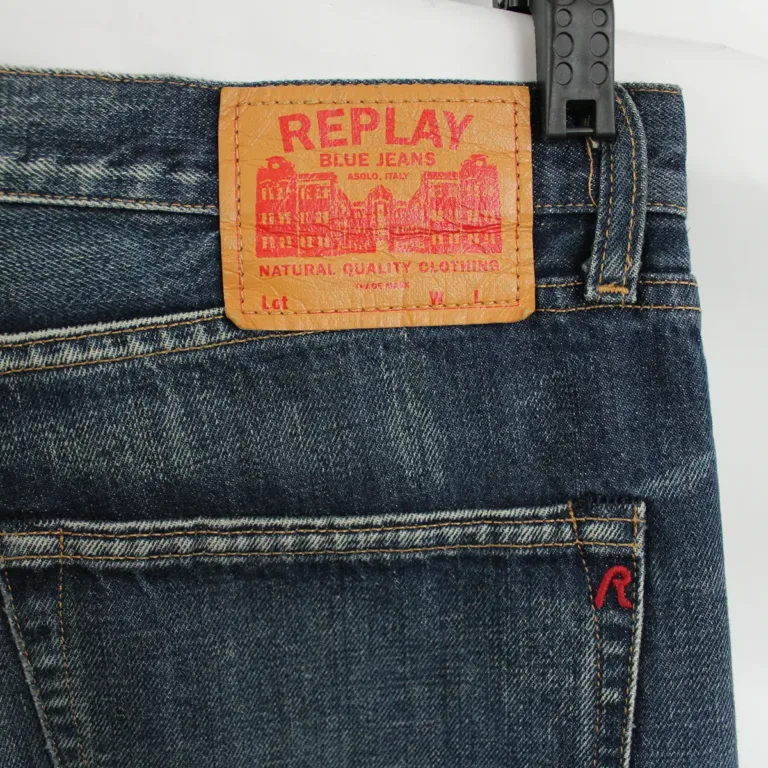 REPLAY
BLUE JEANS
ASOLO, ITALY
NATURAL QUALITY CLOTHING
TRADE MARK
Lot W L
R